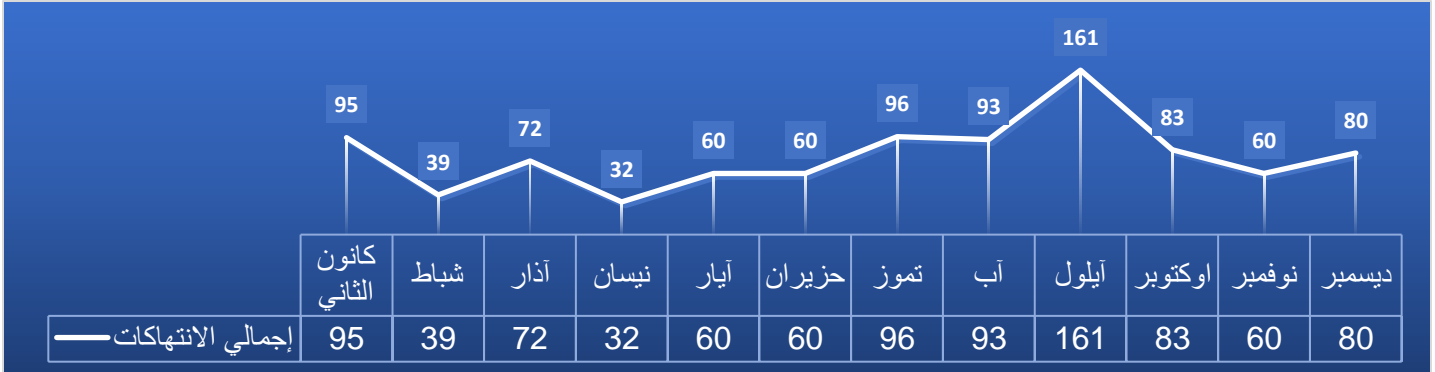 95
39
72
32
60
60
96
93
161
83
60
80
كانون
الثاني
شباط
آذار
نيسان
آيار
حزيران
تموز
آب
آيلول
اوكتوبر
نوفمبر
ديسمبر
إجمالي الانتهاكات 95 39 72 32 60 60 96 93 161 83 60 80